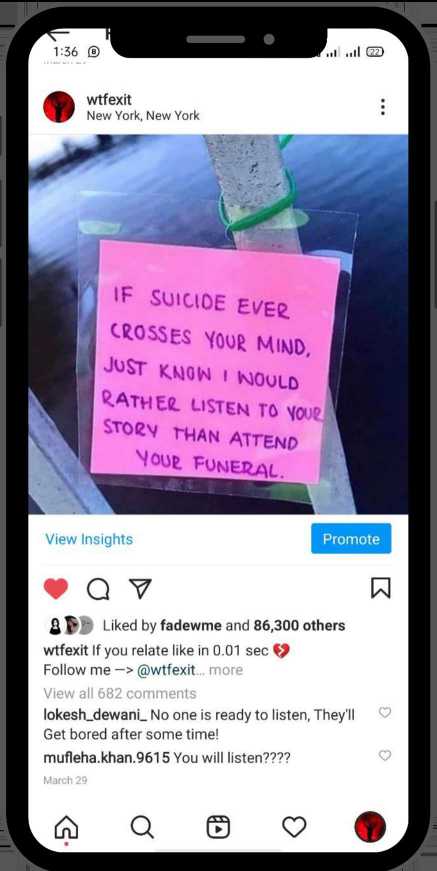 1:36
22
wtfexit
New York, New York
IF SUICIDE EVER
CROSSES YOUR MIND,
JUST KNOW I WOULD
RATHER LISTEN TO YOUR
STORY THAN ATTEND
YOUR FUNERAL.
View Insights
Promote
Liked by fadewme and 86,300 others
wtfexit If you relate like in 0.01 sec 💔
Follow me —> @wtfexit... more
View all 682 comments
lokesh_dewani_ No one is ready to listen, They'll
Get bored after some time!
mufleha.khan.9615 You will listen????
March 29